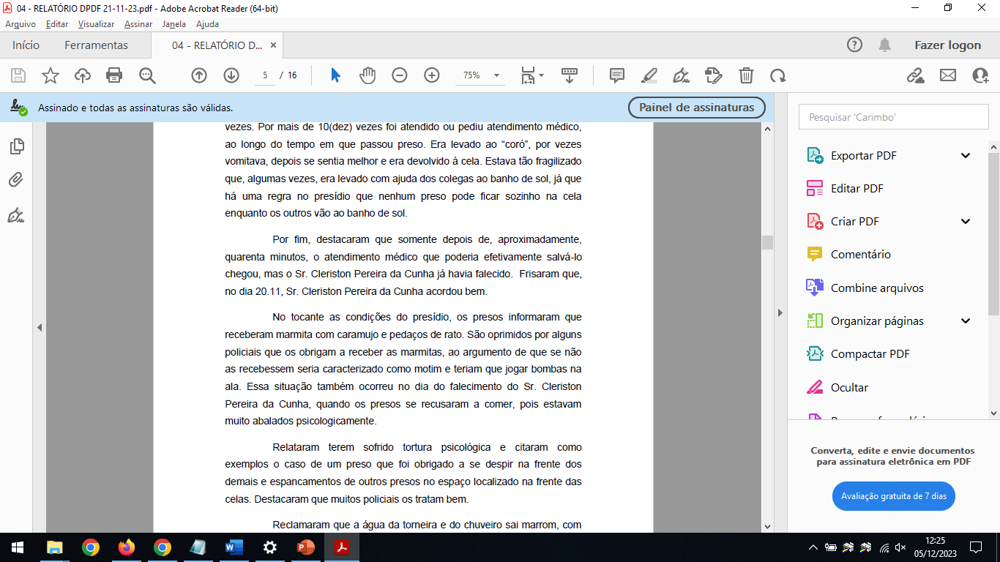 04 - RELATÓRIO DPDF 21-11-23.pdf - Adobe Acrobat Reader (64-bit)
Arquivo Editar Visualizar Assinar Janela Ajuda
Início Ferramentas 04 - RELATÓRIO D... × Fazer logon
5 / 16 75%
Assinado e todas as assinaturas são válidas. Painel de assinaturas
vezes. Por mais de 10(dez) vezes foi atendido ou pediu atendimento médico,
ao longo do tempo em que passou preso. Era levado ao “coró”, por vezes
vomitava, depois se sentia melhor e era devolvido à cela. Estava tão fragilizado
que, algumas vezes, era levado com ajuda dos colegas ao banho de sol, já que
há uma regra no presídio que nenhum preso pode ficar sozinho na cela
enquanto os outros vão ao banho de sol.
Por fim, destacaram que somente depois de, aproximadamente,
quarenta minutos, o atendimento médico que poderia efetivamente salvá-lo
chegou, mas o Sr. Cleriston Pereira da Cunha já havia falecido. Frisaram que,
no dia 20.11, Sr. Cleriston Pereira da Cunha acordou bem.
No tocante as condições do presídio, os presos informaram que
receberam marmita com caramujo e pedaços de rato. São oprimidos por alguns
policiais que os obrigam a receber as marmitas, ao argumento de que se não
as recebessem seria caracterizado como motim e teriam que jogar bombas na
ala. Essa situação também ocorreu no dia do falecimento do Sr. Cleriston
Pereira da Cunha, quando os presos se recusaram a comer, pois estavam
muito abalados psicologicamente.
Relataram terem sofrido tortura psicológica e citaram como
exemplos o caso de um preso que foi obrigado a se despir na frente dos
demais e espancamentos de outros presos no espaço localizado na frente das
celas. Destacaram que muitos policiais os tratam bem.
Reclamaram que a água da torneira e do chuveiro sai marrom, com
Pesquisar 'Carimbo'
Exportar PDF
Editar PDF
Criar PDF
Comentário
Combine arquivos
Organizar páginas
Compactar PDF
Ocultar
Converta, edite e envie documentos
para assinatura eletrônica em PDF
Avaliação gratuita de 7 dias
12:25
05/12/2023